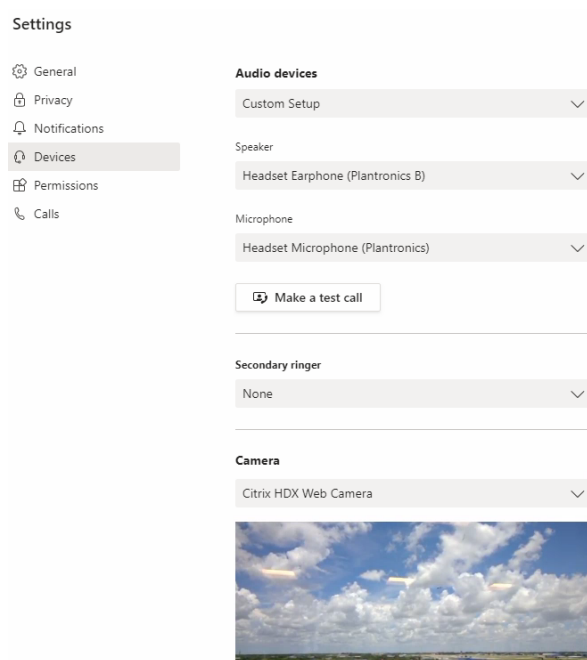 Settings
General
Privacy
Notifications
Devices
Permissions
Calls
Audio devices
Custom Setup
Speaker
Headset Earphone (Plantronics B)
Microphone
Headset Microphone (Plantronics)
Make a test call
Secondary ringer
None
Camera
Citrix HDX Web Camera